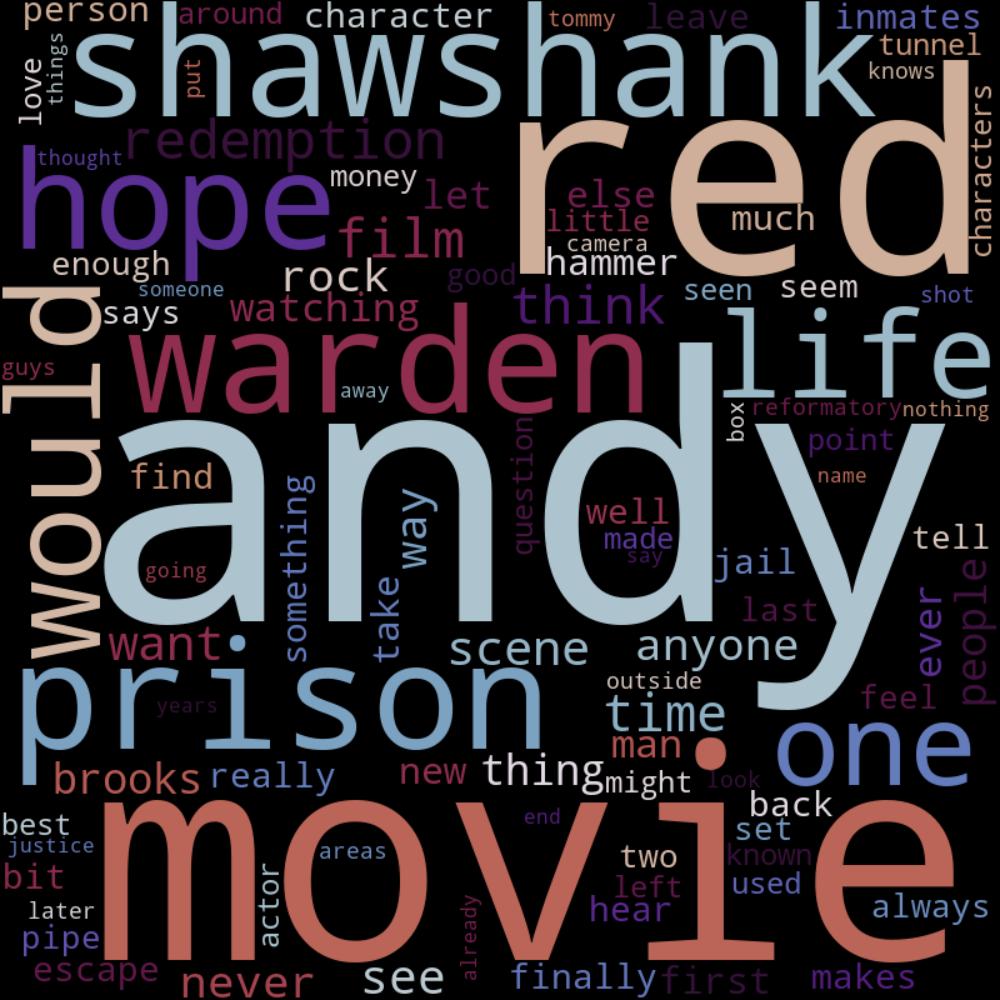 person
around
character
tommy
leave
inmates
shawshank
tunnel
love
things
put
knows
redemption
red
characters
thought
hope
money
let
else
little
much
film
camera
hammer
enough
rock
good
someone
says
watching
think
seen
seem
shot
would
warden
life
guys
away
box
reformatory
nothing
andy
question
point
find
name
something
way
well
made
say
tell
going
take
jail
ever
people
last
want
scene
anyone
prison
outside
feel
years
time
one
man
brooks
really
new
thing
might
look
back
movie
best
end
set
justice
areas
two
known
bit
actor
left
used
later
already
hear
always
pipe
escape
never
see
finally
first
makes